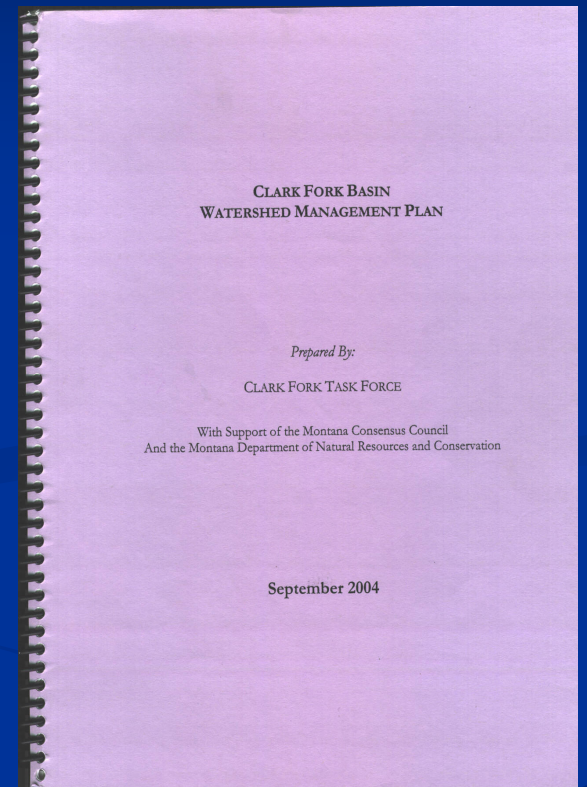 CLARK FORK BASIN
WATERSHED MANAGEMENT PLAN
Prepared By:
CLARK FORK TASK FORCE
With Support of the Montana Consensus Council
And the Montana Department of Natural Resources and Conservation
September 2004